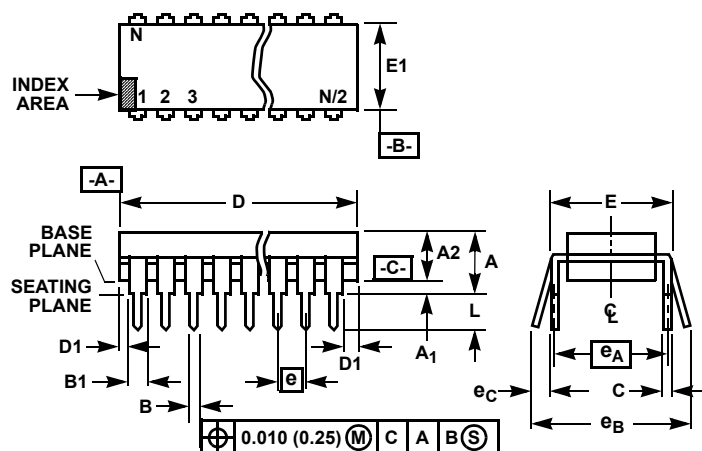 N
E1
INDEX
AREA
1 2 3 N/2
-B-
-A-
D
E
BASE
PLANE
A2
A
-C-
SEATING
PLANE
L
C
L
D1
A1
D1
eA
B1
e
eC
C
B
eB
0.010 (0.25) M C A B S